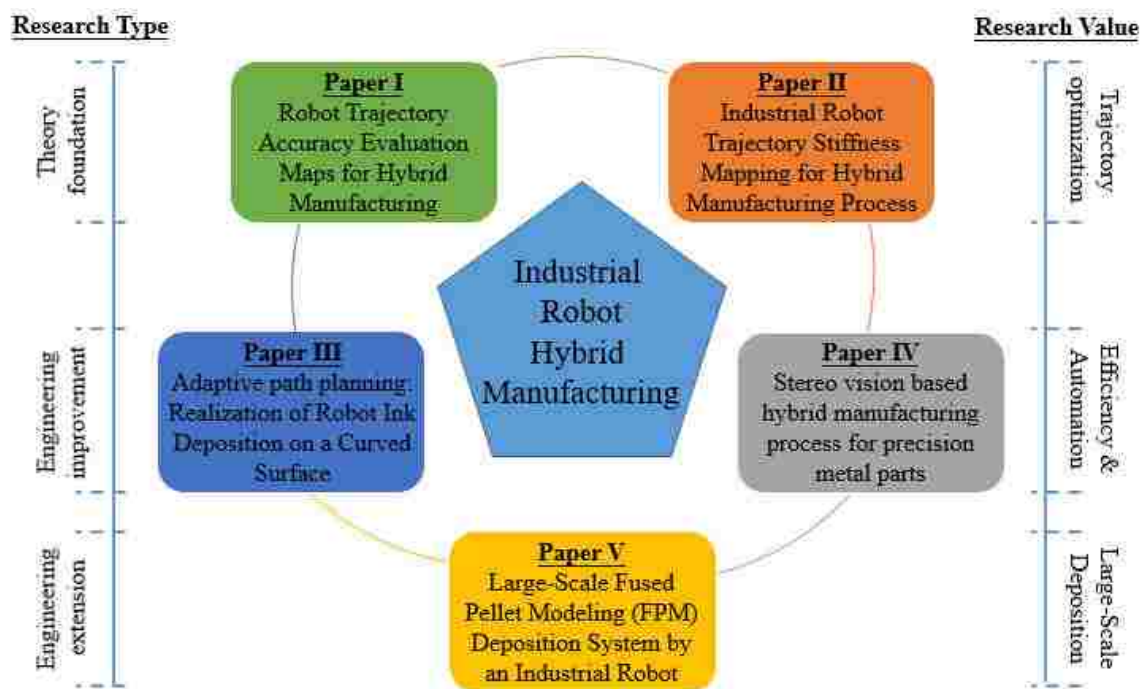 Research Type
Research Value
Theory
foundation
Paper I
Robot Trajectory
Accuracy Evaluation
Maps for Hybrid
Manufacturing
Paper II
Industrial Robot
Trajectory Stiffness
Mapping for Hybrid
Manufacturing Process
Trajectory
optimization
Industrial
Robot
Hybrid
Manufacturing
Engineering
improvement
Paper III
Adaptive path planning:
Realization of Robot Ink
Deposition on a Curved
Surface
Paper IV
Stereo vision based
hybrid manufacturing
process for precision
metal parts
Efficiency &
Automation
Engineering
extension
Paper V
Large-Scale Fused
Pellet Modeling (FPM)
Deposition System by
an Industrial Robot
Large-Scale
Deposition